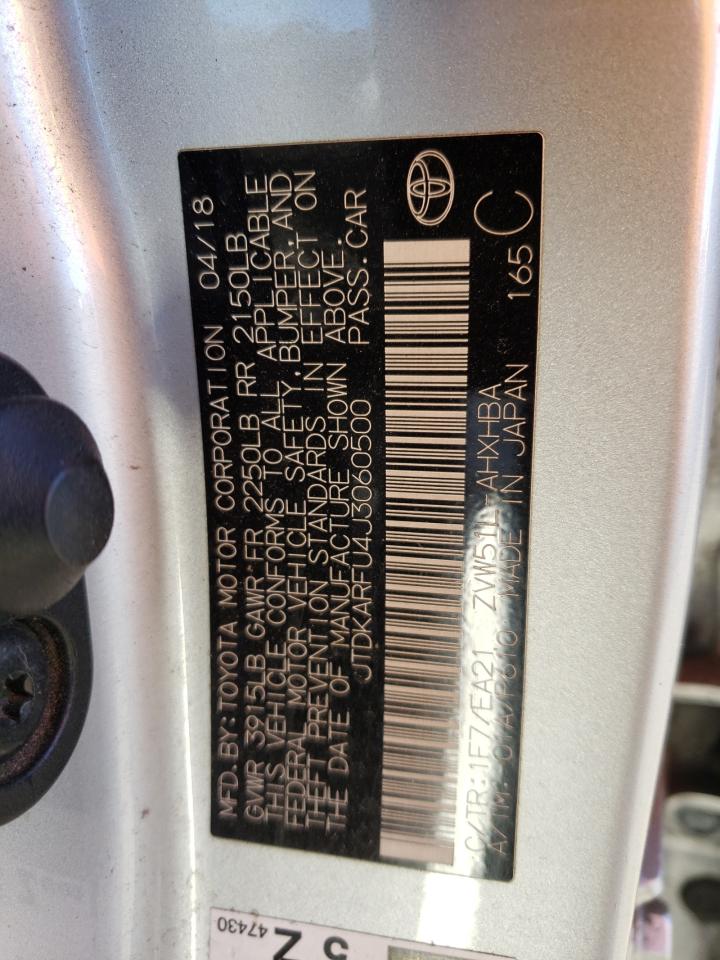 MFD.BY:TOYOTA MOTOR CORPORATION 04/18
GVWR 3915LB GAWR FR 2250LB RR 2150LB
THIS VEHICLE CONFORMS TO ALL APPLICABLE
FEDERAL MOTOR VEHICLE SAFETY,BUMPER,AND
THEFT PREVENTION STANDARDS IN EFFECT ON
THE DATE OF MANUFACTURE SHOWN ABOVE.
JTDKARFU4J3060500 PASS.CAR
C/TR:1F7/EA21 ZVW51L-AHXHBA C
A/TM:-01A/P610 MADE IN JAPAN 165
47430
Z
5